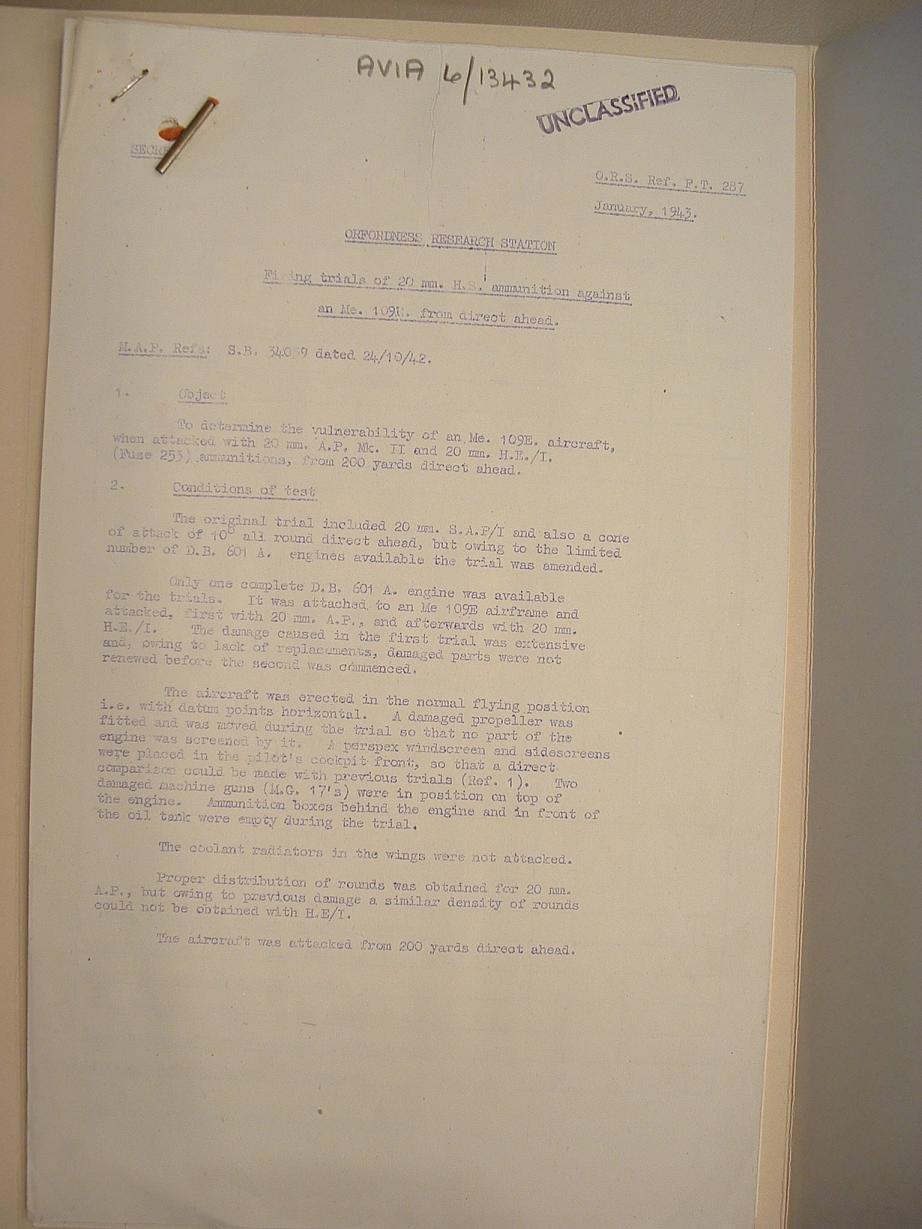 AVIA 6/13432
UNCLASSIFIED
SECRE
O.R.S. Ref. F.T. 287
January, 1943.
ORFORDNESS RESEARCH STATION
Firing trials of 20 mm. H.S. ammunition against
an Me. 109E. from direct ahead.
M.A.P. Refs: S.B. 34059 dated 24/10/42.
1. Object
To determine the vulnerability of an Me. 109E. aircraft,
when attacked with 20 mm. A.P. Mk. II and 20 mm. H.E./I.
(Fuse 253) ammunitions, from 200 yards direct ahead.
2. Conditions of test
The original trial included 20 mm. S.A.P/I and also a cone
of attack of 10° all round direct ahead, but owing to the limited
number of D.B. 601 A. engines available the trial was amended.
Only one complete D.B. 601 A. engine was available
for the trials. It was attached to an Me 109E airframe and
attacked, first with 20 mm. A.P., and afterwards with 20 mm.
H.E./I. The damage caused in the first trial was extensive
and, owing to lack of replacements, damaged parts were not
renewed before the second was commenced.
The aircraft was erected in the normal flying position
i.e. with datum points horizontal. A damaged propeller was
fitted and was moved during the trial so that no part of the
engine was screened by it. A perspex windscreen and sidescreens
were placed in the pilot's cockpit front, so that a direct
comparison could be made with previous trials (Ref. 1). Two
damaged machine guns (M.G. 17's) were in position on top of
the engine. Ammunition boxes behind the engine and in front of
the oil tank were empty during the trial.
The coolant radiators in the wings were not attacked.
Proper distribution of rounds was obtained for 20 mm.
A.P., but owing to previous damage a similar density of rounds
could not be obtained with H.E/I.
The aircraft was attacked from 200 yards direct ahead.